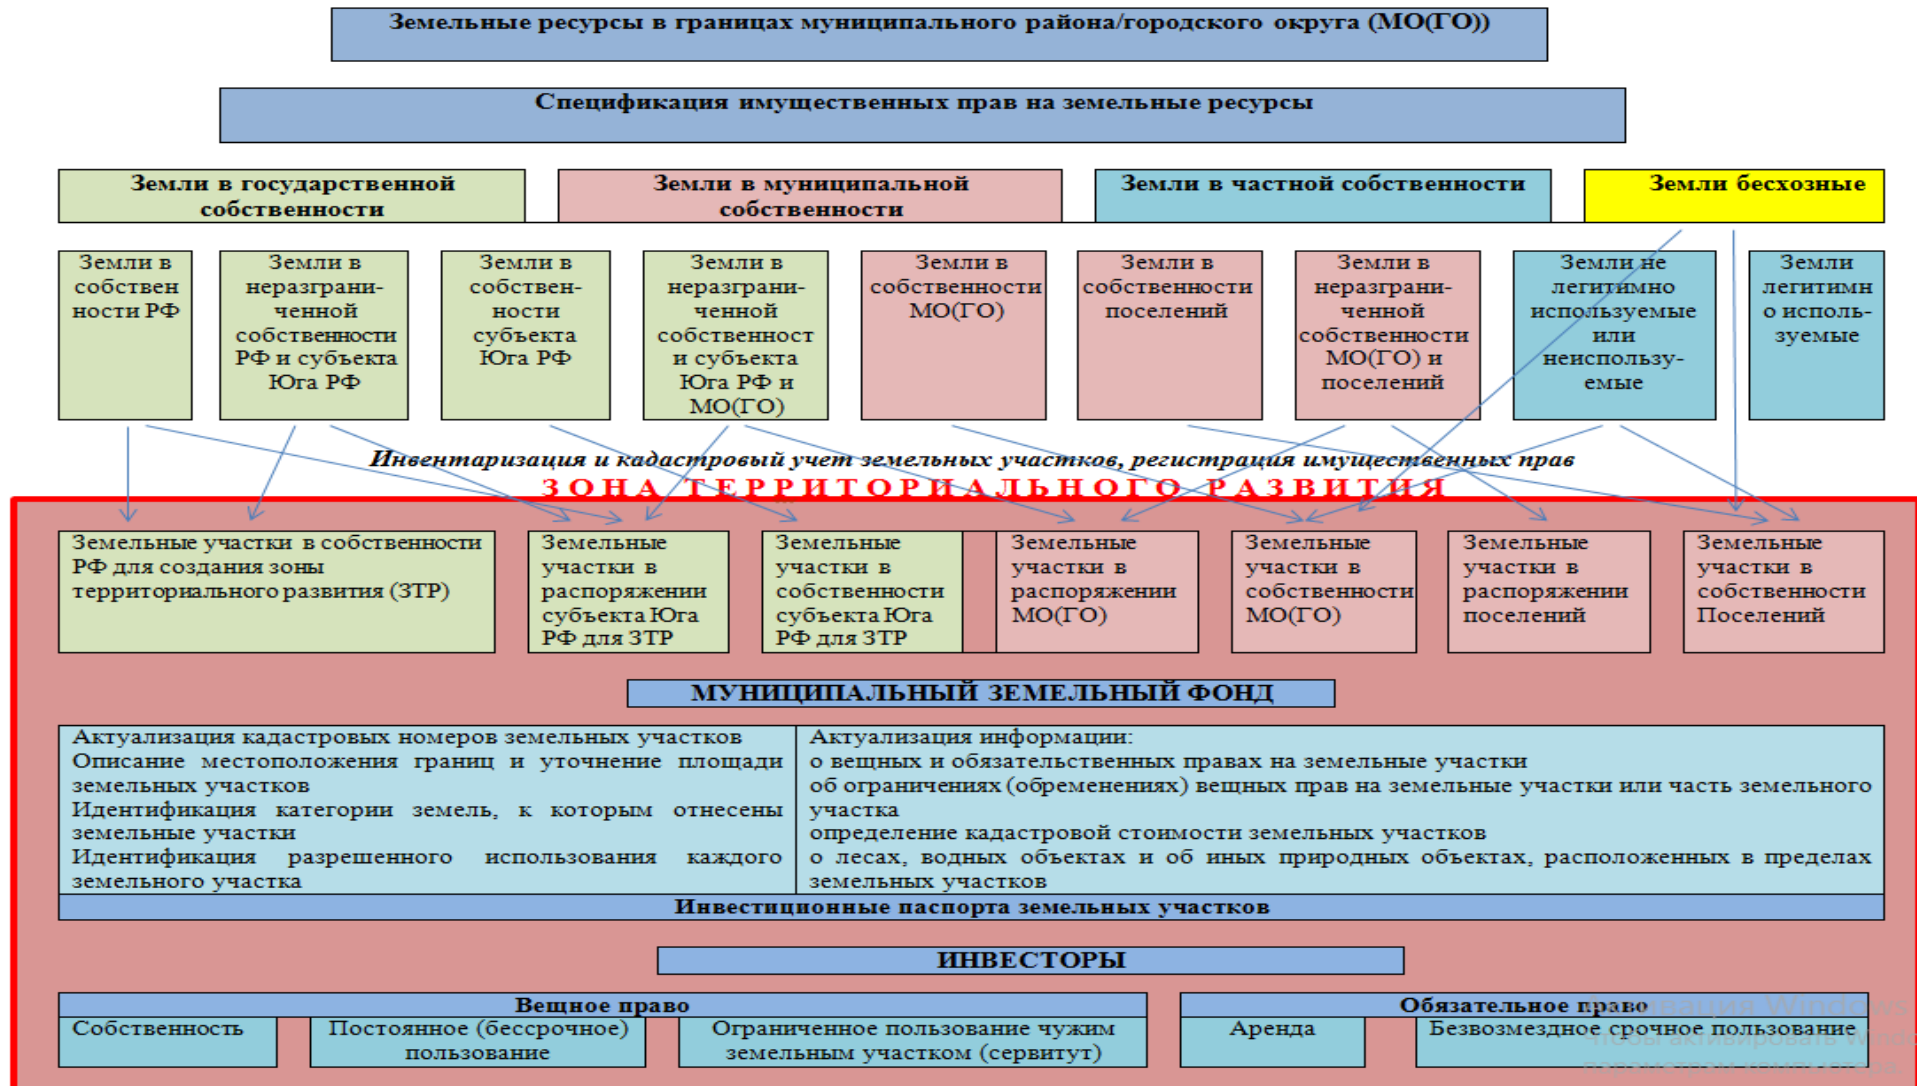 Земельные ресурсы в границах муниципального района/городского округа (МО(ГО))
Спецификация имущественных прав на земельные ресурсы
Земли в государственной
собственности
Земли в муниципальной
собственности
Земли в частной собственности
Земли бесхозные
Земли в
собствен
ности РФ
Земли в
неразграни-
ченной
собственности
РФ и субъекта
Юга РФ
Земли в
собствен-
ности
субъекта
Юга РФ
Земли в
неразграни-
ченной
собственност
и субъекта
Юга РФ и
МО(ГО)
Земли в
собственности
МО(ГО)
Земли в
собственности
поселений
Земли в
неразграни-
ченной
собственности
МО(ГО) и
поселений
Земли не
легитимно
используемые
или
неиспользу-
емые
Земли
легитимн
о исполь-
зуемые
Инвентаризация и кадастровый учет земельных участков, регистрация имущественных прав
ЗОНА ТЕРРИТОРИАЛЬНОГО РАЗВИТИЯ
Земельные участки в собственности
РФ для создания зоны
территориального развития (ЗТР)
Земельные
участки в
распоряжении
субъекта Юга
РФ для ЗТР
Земельные
участки в
собственности
субъекта Юга
РФ для ЗТР
Земельные
участки в
распоряжении
МО(ГО)
Земельные
участки в
собственности
МО(ГО)
Земельные
участки в
распоряжении
поселений
Земельные
участки в
собственности
Поселений
МУНИЦИПАЛЬНЫЙ ЗЕМЕЛЬНЫЙ ФОНД
Актуализация кадастровых номеров земельных участков
Описание местоположения границ и уточнение площади
земельных участков
Идентификация категории земель, к которым отнесены
земельные участки
Идентификация разрешенного использования каждого
земельного участка
Актуализация информации:
о вещных и обязательственных правах на земельные участки
об ограничениях (обременениях) вещных прав на земельные участки или часть земельного
участка
определение кадастровой стоимости земельных участков
о лесах, водных объектах и об иных природных объектах, расположенных в пределах
земельных участков
Инвестиционные паспорта земельных участков
ИНВЕСТОРЫ
Вещное право
Обязательное право
Собственность
Постоянное (бессрочное)
пользование
Ограниченное пользование чужим
земельным участком (сервитут)
Аренда
Безвозмездное срочное пользование
Активация Windows
Чтобы активировать Windo
параметрам компьютера.